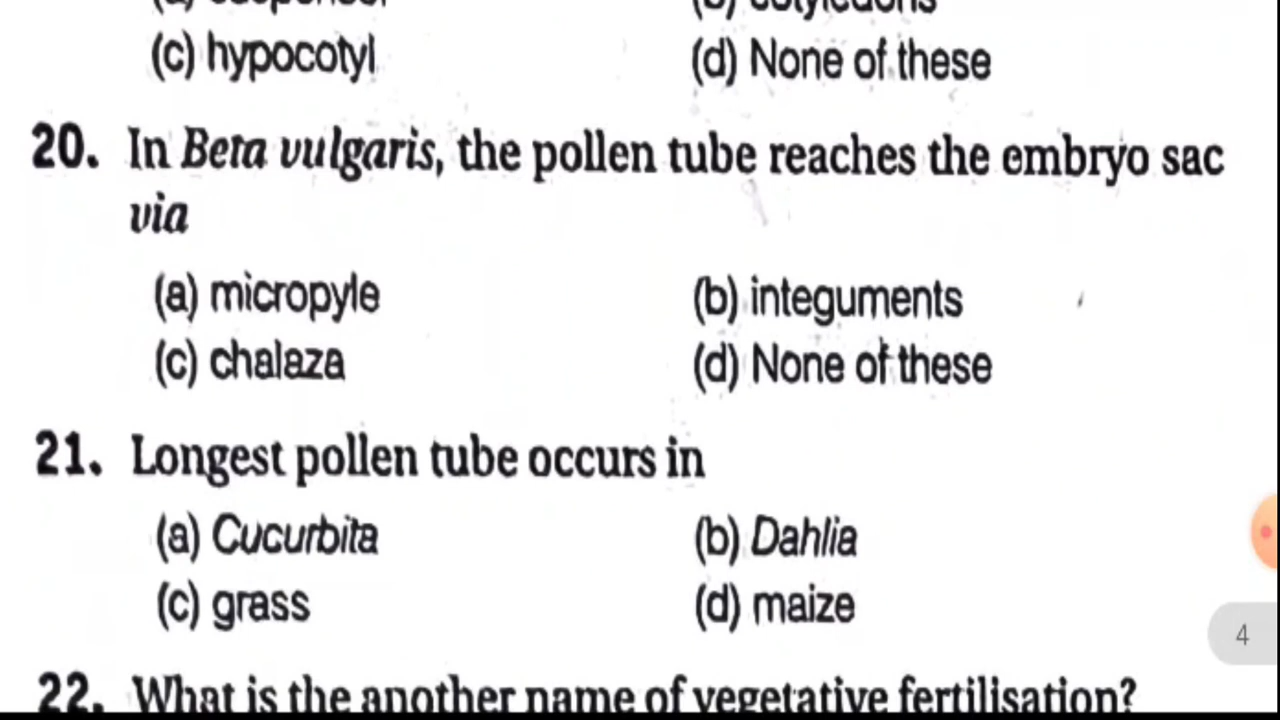 (c) hypocotyl (d) None of these
20. In Beta vulgaris, the pollen tube reaches the embryo sac
via
(a) micropyle (b) integuments
(c) chalaza (d) None of these
21. Longest pollen tube occurs in
(a) Cucurbita (b) Dahlia
(c) grass (d) maize
4
22. What is the another name of vegetative fertilisation?